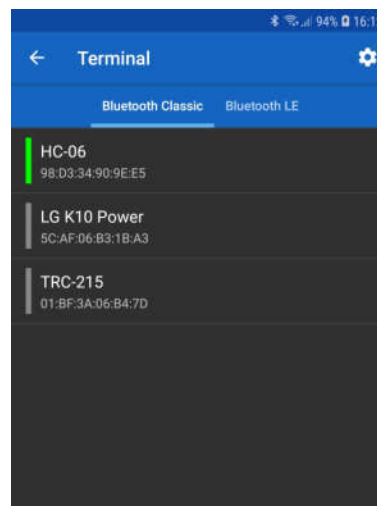 94% 16:1
Terminal
Bluetooth Classic Bluetooth LE
HC-06
98:D3:34:90:9E:E5
LG K10 Power
5C:AF:06:B3:1B:A3
TRC-215
01:BF:3A:06:B4:7D